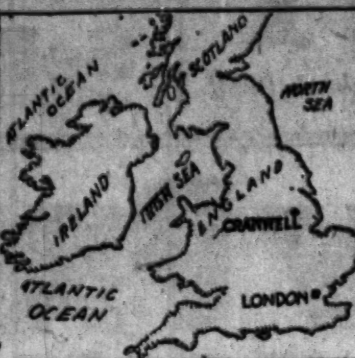 ATLANTIC
OCEAN
SCOTLAND
NORTH
SEA
IRELAND
IRISH SEA
ENGLAND
CRANWELL
ATLANTIC
OCEAN
LONDON